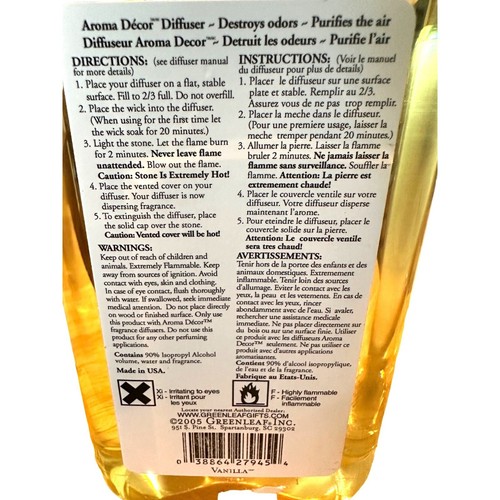 Aroma Décor™ Diffuser ~ Destroys odors ~ Purifies the air
Diffuseur Aroma Decor™~ Detruit les odeurs ~ Purifie l'air
DIRECTIONS: (see diffuser manual
for more details)
1. Place your diffuser on a flat, stable
surface. Fill to 2/3 full. Do not overfill.
2. Place the wick into the diffuser.
(When using for the first time let
the wick soak for 20 minutes.)
3. Light the stone. Let the flame burn
for 2 minutes. Never leave flame
unattended. Blow out the flame.
Caution: Stone Is Extremely Hot!
4. Place the vented cover on your
diffuser. Your diffuser is now
dispersing fragrance.
5. To extinguish the diffuser, place
the solid cap over the stone.
Caution: Vented cover will be hot!
WARNINGS:
Keep out of reach of children and
animals. Extremely Flammable. Keep
away from sources of ignition. Avoid
contact with eyes, skin and clothing.
In case of eye contact, flush thoroughly
with water. If swallowed, seek immediate
medical attention. Do not place directly
on wood or finished surface. Only use
this product with Aroma Décor™
fragrance diffusers. Do not use this
product for any other perfuming
applications.
Contains 90% Isopropyl Alcohol
volume, water and fragrance.
Made in USA.
INSTRUCTIONS: (Voir le manuel
du diffuseur pour plus de details)
1. Placer le diffuseur sur une surface
plate et stable. Remplir au 2/3.
Assurez vous de ne pas trop remplir.
2. Placer la meche dans le diffuseur.
(Pour une premiere usage, laisser la
meche tremper pendant 20 minutes.)
3. Allumer la pierre. Laisser la flamme
bruler 2 minutes. Ne jamais laisser la
flamme sans surveillance. Souffler la
flamme. Attention: La pierre est
extremement chaude!
4. Placer le couvercle ventile sur votre
diffuseur. Votre diffuseur disperse
maintenant l'arome.
5. Pour eteindre le diffuseur, placer le
couvercle solide sur la pierre.
Attention: Le couvercle ventile
sera tres chaud!
AVERTISSEMENTS:
Tenir hors de la portee des enfants et des
animaux domestiques. Extremement
inflammable. Tenir loin des sources
d'allumage. Eviter le contact avec les
yeux, la peau et les vetements. En cas de
contact avec les yeux, rincer
abondamment avec de l'eau. Si avaler,
rechercher une assistance medicale
immediate. Ne pas placer directement sur
du bois ou sur une surface finie. Utiliser ce
produit avec les diffuseurs Aroma
Decor™ seulement. Ne pas utiliser ce
produit avec d'autres applications
aromatisantes.
Contient 90% d'alcool isopropylique,
de l'eau et de la fragrance.
Fabrique au Etats-Unis.
Xi - Irritating to eyes
Xi - Irritant pour
les yeux
F - Highly flammable
F - Facilement
inflammable
Locate your nearest Authorized Dealer:
WWW.GREENLEAFGIFTS.COM
©2005 GREENLEAF®INC.
951 S. Pine St. Spartanburg, SC 29302
0 38864 27945 4
VANILLA™